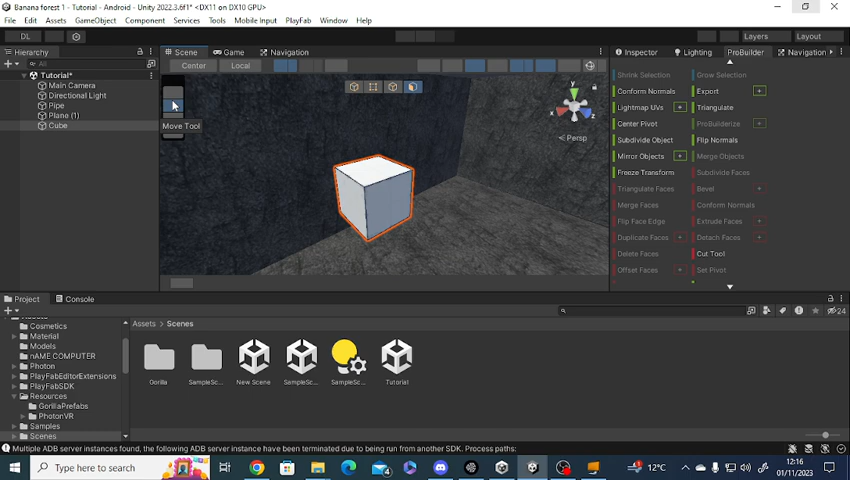 Banana forest 1 - Tutorial - Android - Unity 2022.3.6f1* <DX11 on DX10 GPU>
File Edit Assets GameObject Component Services Tools Mobile Input PlayFab Window Help
DL Layers Layout
Hierarchy
All
Tutorial*
Main Camera
Directional Light
Pipe
Plane (1)
Cube
Scene Game Navigation
Center Local
Move Tool
y
x z
Persp
Inspector Lighting ProBuilder Navigation
Shrink Selection Grow Selection
Conform Normals Export
Lightmap UVs Triangulate
Center Pivot ProBuilderize
Subdivide Object Flip Normals
Mirror Objects Merge Objects
Freeze Transform Subdivide Faces
Triangulate Faces Bevel
Merge Faces Conform Normals
Flip Face Edge Extrude Faces
Duplicate Faces Detach Faces
Delete Faces Cut Tool
Offset Faces Set Pivot
Project Console
24
Assets
Cosmetics
Material
Models
nAME COMPUTER
Photon
PlayFabEditorExtensions
PlayFabSDK
Resources
GorillaPrefabs
PhotonVR
Samples
Scenes
Assets > Scenes
Gorilla SampleSc... New Scene SampleSc... SampleSc... Tutorial
Multiple ADB server instances found, the following ADB server instance have been terminated due to being run from another SDK. Process paths:
Type here to search
4
12°C
12:16
01/11/2023